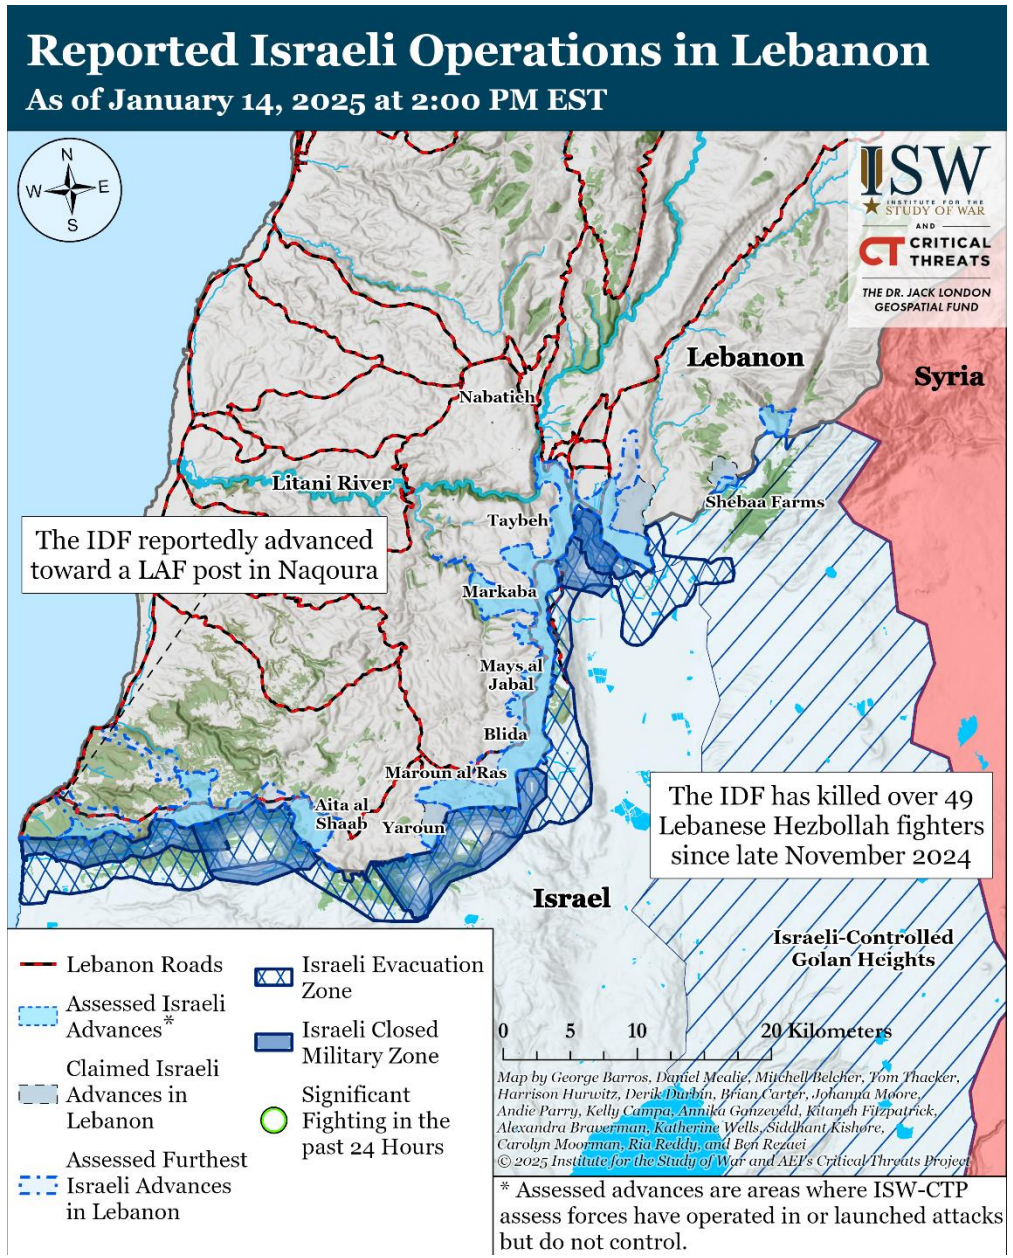 Reported Israeli Operations in Lebanon
As of January 14, 2025 at 2:00 PM EST
N
W
E
S
ISW
INSTITUTE FOR THE
STUDY OF WAR
AND
CT CRITICAL
THREATS
THE DR. JACK LONDON
GEOSPATIAL FUND
Lebanon
Syria
Nabatieh
Litani River
Shebaa Farms
Taybeh
The IDF reportedly advanced
toward a LAF post in Naqoura
Markaba
Mays al
Jabal
Blida
Maroun al Ras
Aita al
Shaab
Yaroun
The IDF has killed over 49
Lebanese Hezbollah fighters
since late November 2024
Israel
Israeli-Controlled
Golan Heights
Lebanon Roads
Assessed Israeli
Advances*
Claimed Israeli
Advances in
Lebanon
Assessed Furthest
Israeli Advances
in Lebanon
Israeli Evacuation
Zone
Israeli Closed
Military Zone
Significant
Fighting in the
past 24 Hours
0 5 10 20 Kilometers
Map by George Barros, Daniel Mealie, Mitchell Belcher, Tom Thacker,
Harrison Hurwitz, Derik Durbin, Brian Carter, Johanna Moore,
Andie Parry, Kelly Campa, Annika Ganzeveld, Kitaneh Fitzpatrick,
Alexandra Braverman, Katherine Wells, Siddhant Kishore,
Carolyn Moorman, Ria Reddy, and Ben Rezaei
© 2025 Institute for the Study of War and AEI's Critical Threats Project
* Assessed advances are areas where ISW-CTP
assess forces have operated in or launched attacks
but do not control.